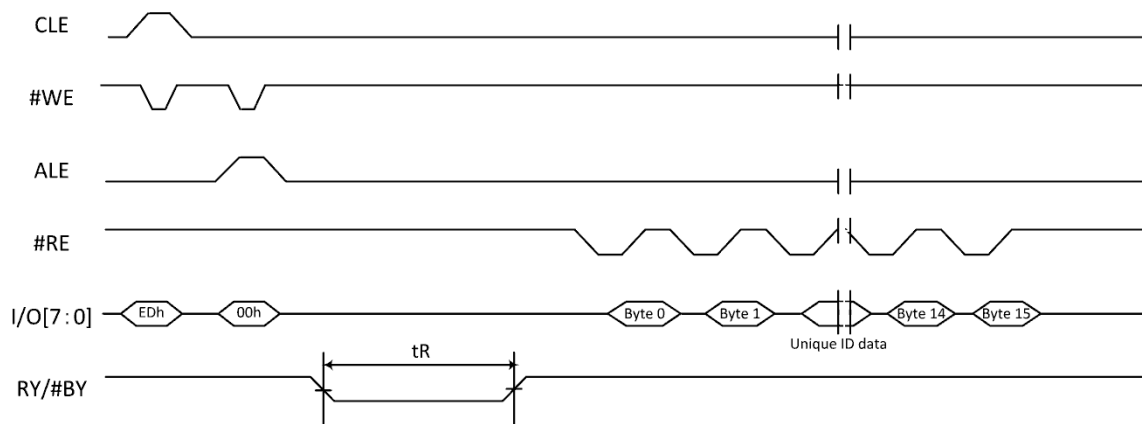 CLE
#WE
ALE
#RE
I/O[7:0] EDh 00h Byte 0 Byte 1 Byte 14 Byte 15
Unique ID data
tR
RY/#BY